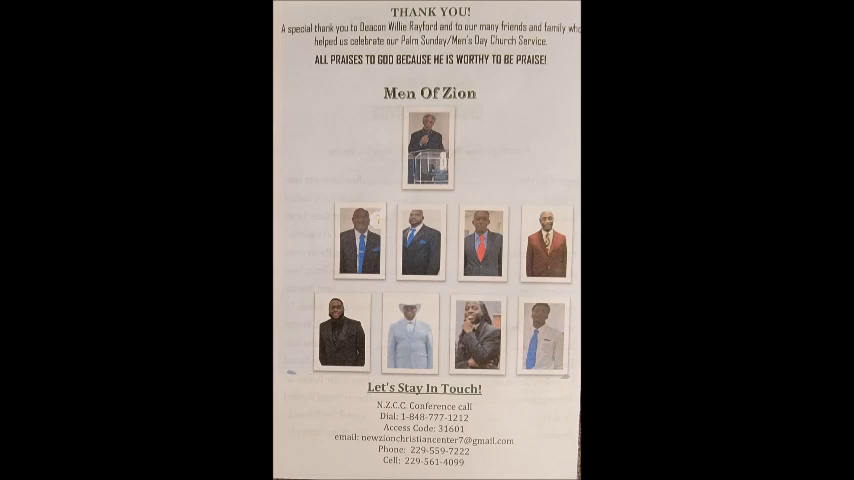 THANK YOU!
A special thank you to Deacon Willie Rayford and to our many friends and family who
helped us celebrate our Palm Sunday/Men's Day Church Service.
ALL PRAISES TO GOD BECAUSE HE IS WORTHY TO BE PRAISE!
Men Of Zion
Let's Stay In Touch!
N.Z.C.C. Conference call
Dial: 1-848-777-1212
Access Code: 31601
email: newzionchristiancenter7@gmail.com
Phone: 229-559-7222
Cell: 229-561-4099